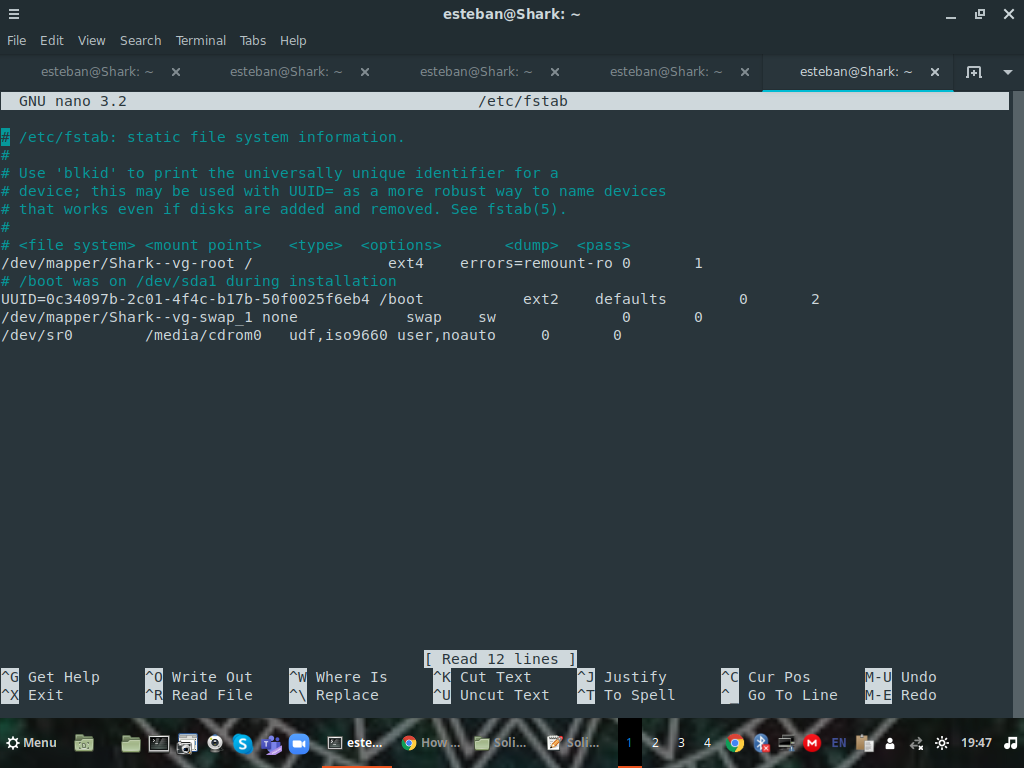 esteban@Shark: ~
File Edit View Search Terminal Tabs Help
esteban@Shark: ~ esteban@Shark: ~ esteban@Shark: ~ esteban@Shark: ~ esteban@Shark: ~
GNU nano 3.2 /etc/fstab
# /etc/fstab: static file system information.
#
# Use 'blkid' to print the universally unique identifier for a
# device; this may be used with UUID= as a more robust way to name devices
# that works even if disks are added and removed. See fstab(5).
#
# <file system> <mount point> <type> <options> <dump> <pass>
/dev/mapper/Shark--vg-root / ext4 errors=remount-ro 0 1
# /boot was on /dev/sda1 during installation
UUID=0c34097b-2c01-4f4c-b17b-50f0025f6eb4 /boot ext2 defaults 0 2
/dev/mapper/Shark--vg-swap_1 none swap sw 0 0
/dev/sr0 /media/cdrom0 udf,iso9660 user,noauto 0 0
[ Read 12 lines ]
^G Get Help ^O Write Out ^W Where Is ^K Cut Text ^J Justify ^C Cur Pos M-U Undo
^X Exit ^R Read File ^\ Replace ^U Uncut Text ^T To Spell ^_ Go To Line M-E Redo
Menu este... How ... Soli... Soli... 1 2 3 4 EN 19:47